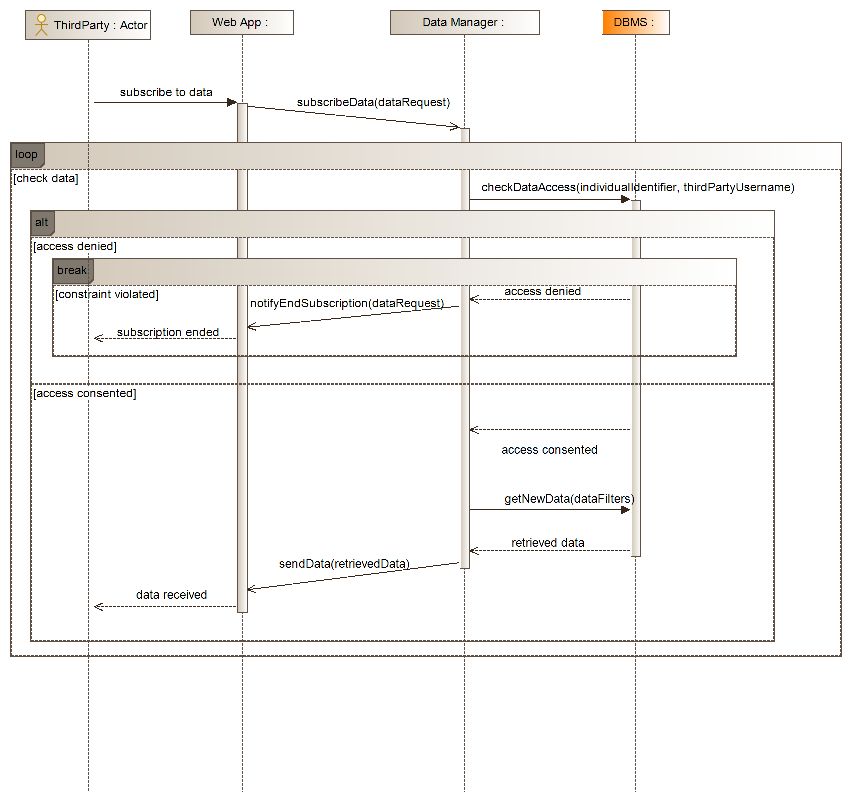 ThirdParty : Actor
Web App :
Data Manager :
DBMS :
subscribe to data
subscribeData(dataRequest)
loop
[check data]
checkDataAccess(individualIdentifier, thirdPartyUsername)
alt
[access denied]
break
[constraint violated]
access denied
notifyEndSubscription(dataRequest)
subscription ended
[access consented]
access consented
getNewData(dataFilters)
retrieved data
sendData(retrievedData)
data received